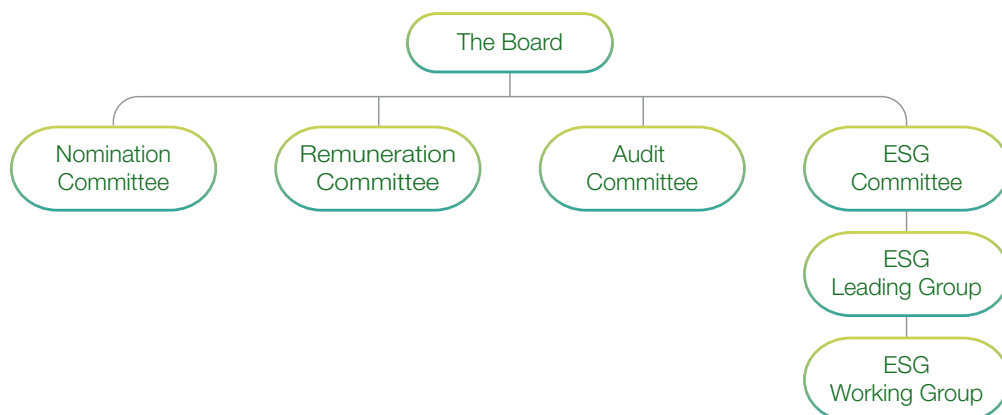 The Board
Nomination
Committee
Remuneration
Committee
Audit
Committee
ESG
Committee
ESG
Leading Group
ESG
Working Group